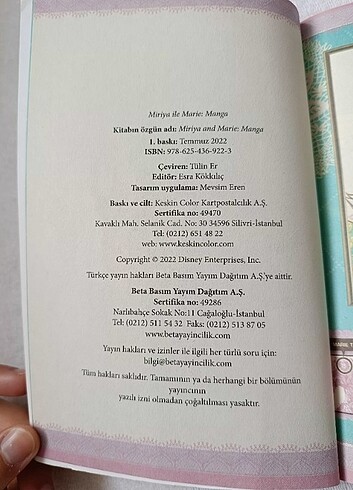 Miriya ile Marie: Manga
Kitabın özgün adı: Miriya and Marie: Manga
1. baskı: Temmuz 2022
ISBN: 978-625-436-922-3
Çeviren: Tülin Er
Editör: Esra Kökkılıç
Tasarım uygulama: Mevsim Eren
Baskı ve cilt: Keskin Color Kartpostalcılık A.Ş.
Sertifika no: 49470
Kavaklı Mah. Selanik Cad. No: 30 34596 Silivri-İstanbul
Tel: (0212) 651 48 22
web: www.keskincolor.com
Copyright © 2022 Disney Enterprises, Inc.
Türkçe yayın hakları Beta Basım Yayım Dağıtım A.Ş.'ye aittir.
Beta Basım Yayım Dağıtım A.Ş.
Sertifika no: 49286
Narlıbahçe Sokak No:11 Cağaloğlu-İstanbul
Tel: (0212) 511 54 32 Faks: (0212) 513 87 05
www.betayayincilik.com
Yayın hakları ve izinler ile ilgili her türlü soru için:
bilgi@betayayincilik.com
Tüm hakları saklıdır. Tamamının ya da herhangi bir bölümünün
yayıncının
yazılı izni olmadan çoğaltılması yasaktır.